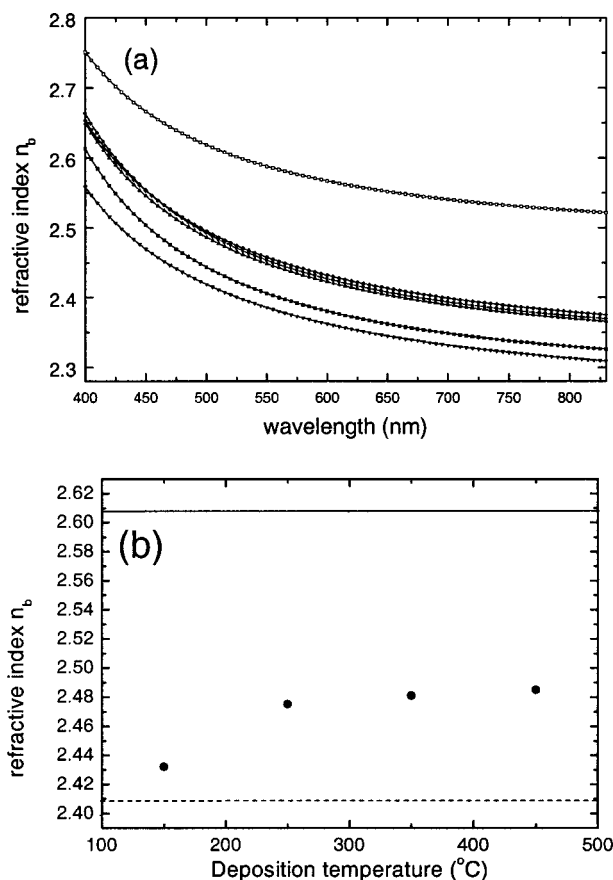 (a)
refractive index n_b
2.8
2.7
2.6
2.5
2.4
2.3
400 450 500 550 600 650 700 750 800
wavelength (nm)
(b)
refractive index n_b
2.62
2.60
2.58
2.56
2.54
2.52
2.50
2.48
2.46
2.44
2.42
2.40
100 200 300 400 500
Deposition temperature (°C)